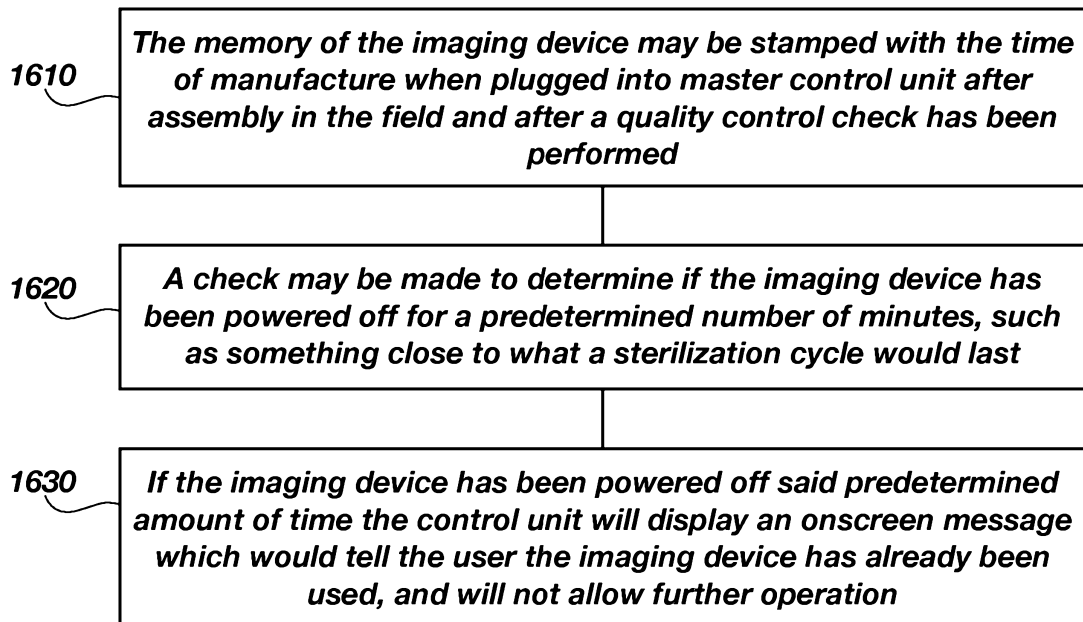 The memory of the imaging device may be stamped with the time
1610
of manufacture when plugged into master control unit after
assembly in the field and after a quality control check has been
performed
1620
A check may be made to determine if the imaging device has
been powered off for a predetermined number of minutes, such
as something close to what a sterilization cycle would last
1630
If the imaging device has been powered off said predetermined
amount of time the control unit will display an onscreen message
which would tell the user the imaging device has already been
used, and will not allow further operation